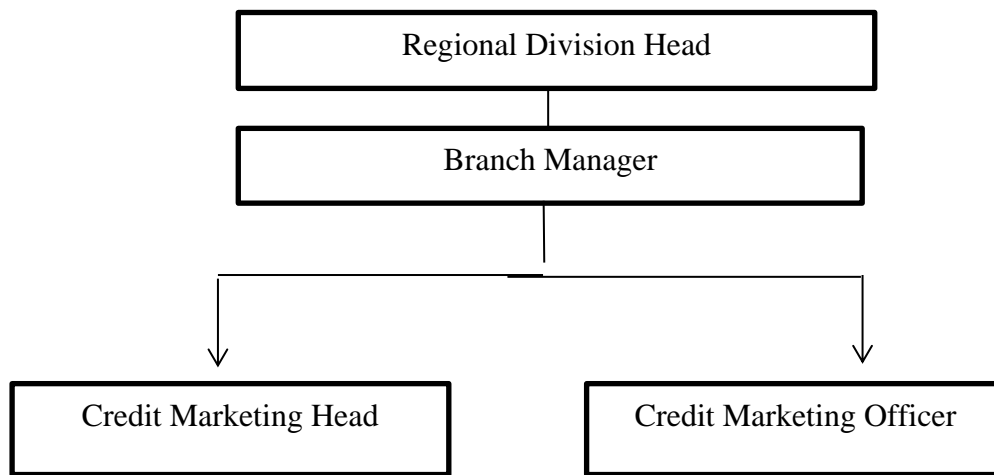 Regional Division Head
Branch Manager
Credit Marketing Head
Credit Marketing Officer